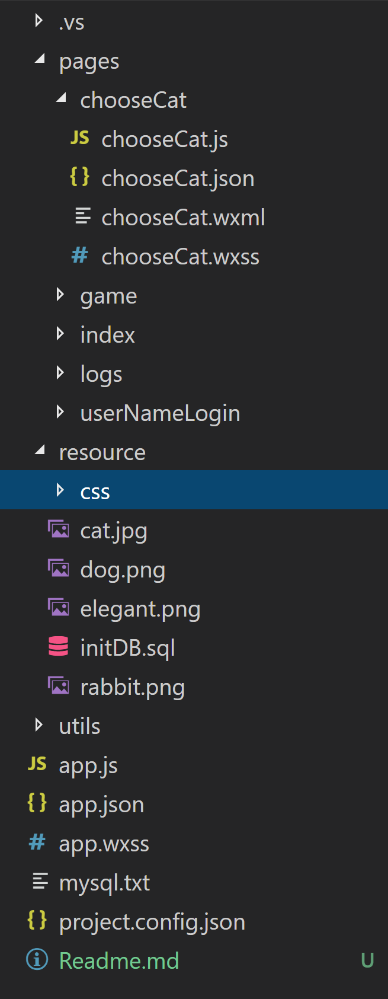 .vs
pages
chooseCat
JS chooseCat.js
{} chooseCat.json
chooseCat.wxml
# chooseCat.wxss
game
index
logs
userNameLogin
resource
css
cat.jpg
dog.png
elegant.png
initDB.sql
rabbit.png
utils
JS app.js
{} app.json
# app.wxss
mysql.txt
{} project.config.json
Readme.md U